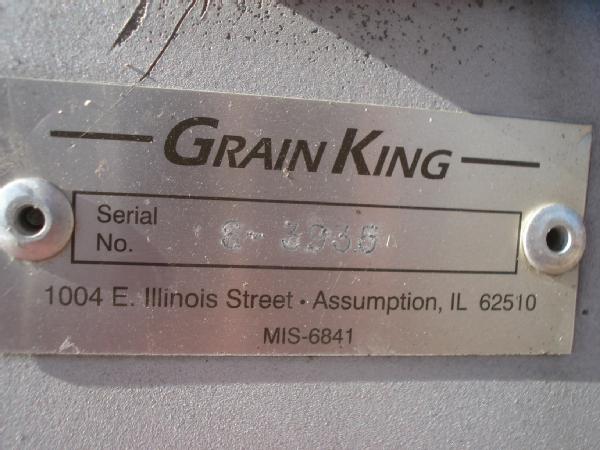 GRAIN KING
Serial
No.
1004 E. Illinois Street · Assumption, IL 62510
MIS-6841